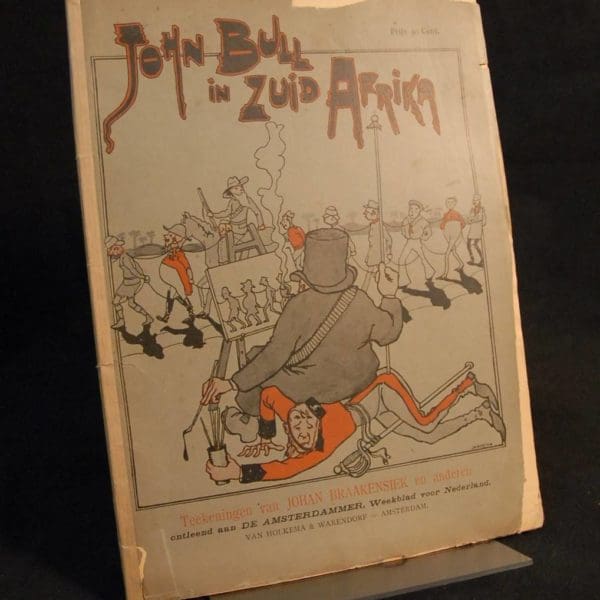 Prijs 90 Cent.
JOHN BULL
IN ZUID AFRIKA
Teekeningen van JOHAN BRAAKENSIEK en anderen
ontleend aan DE AMSTERDAMMER, Weekblad voor Nederland.
VAN HOLKEMA & WARENDORF — AMSTERDAM.